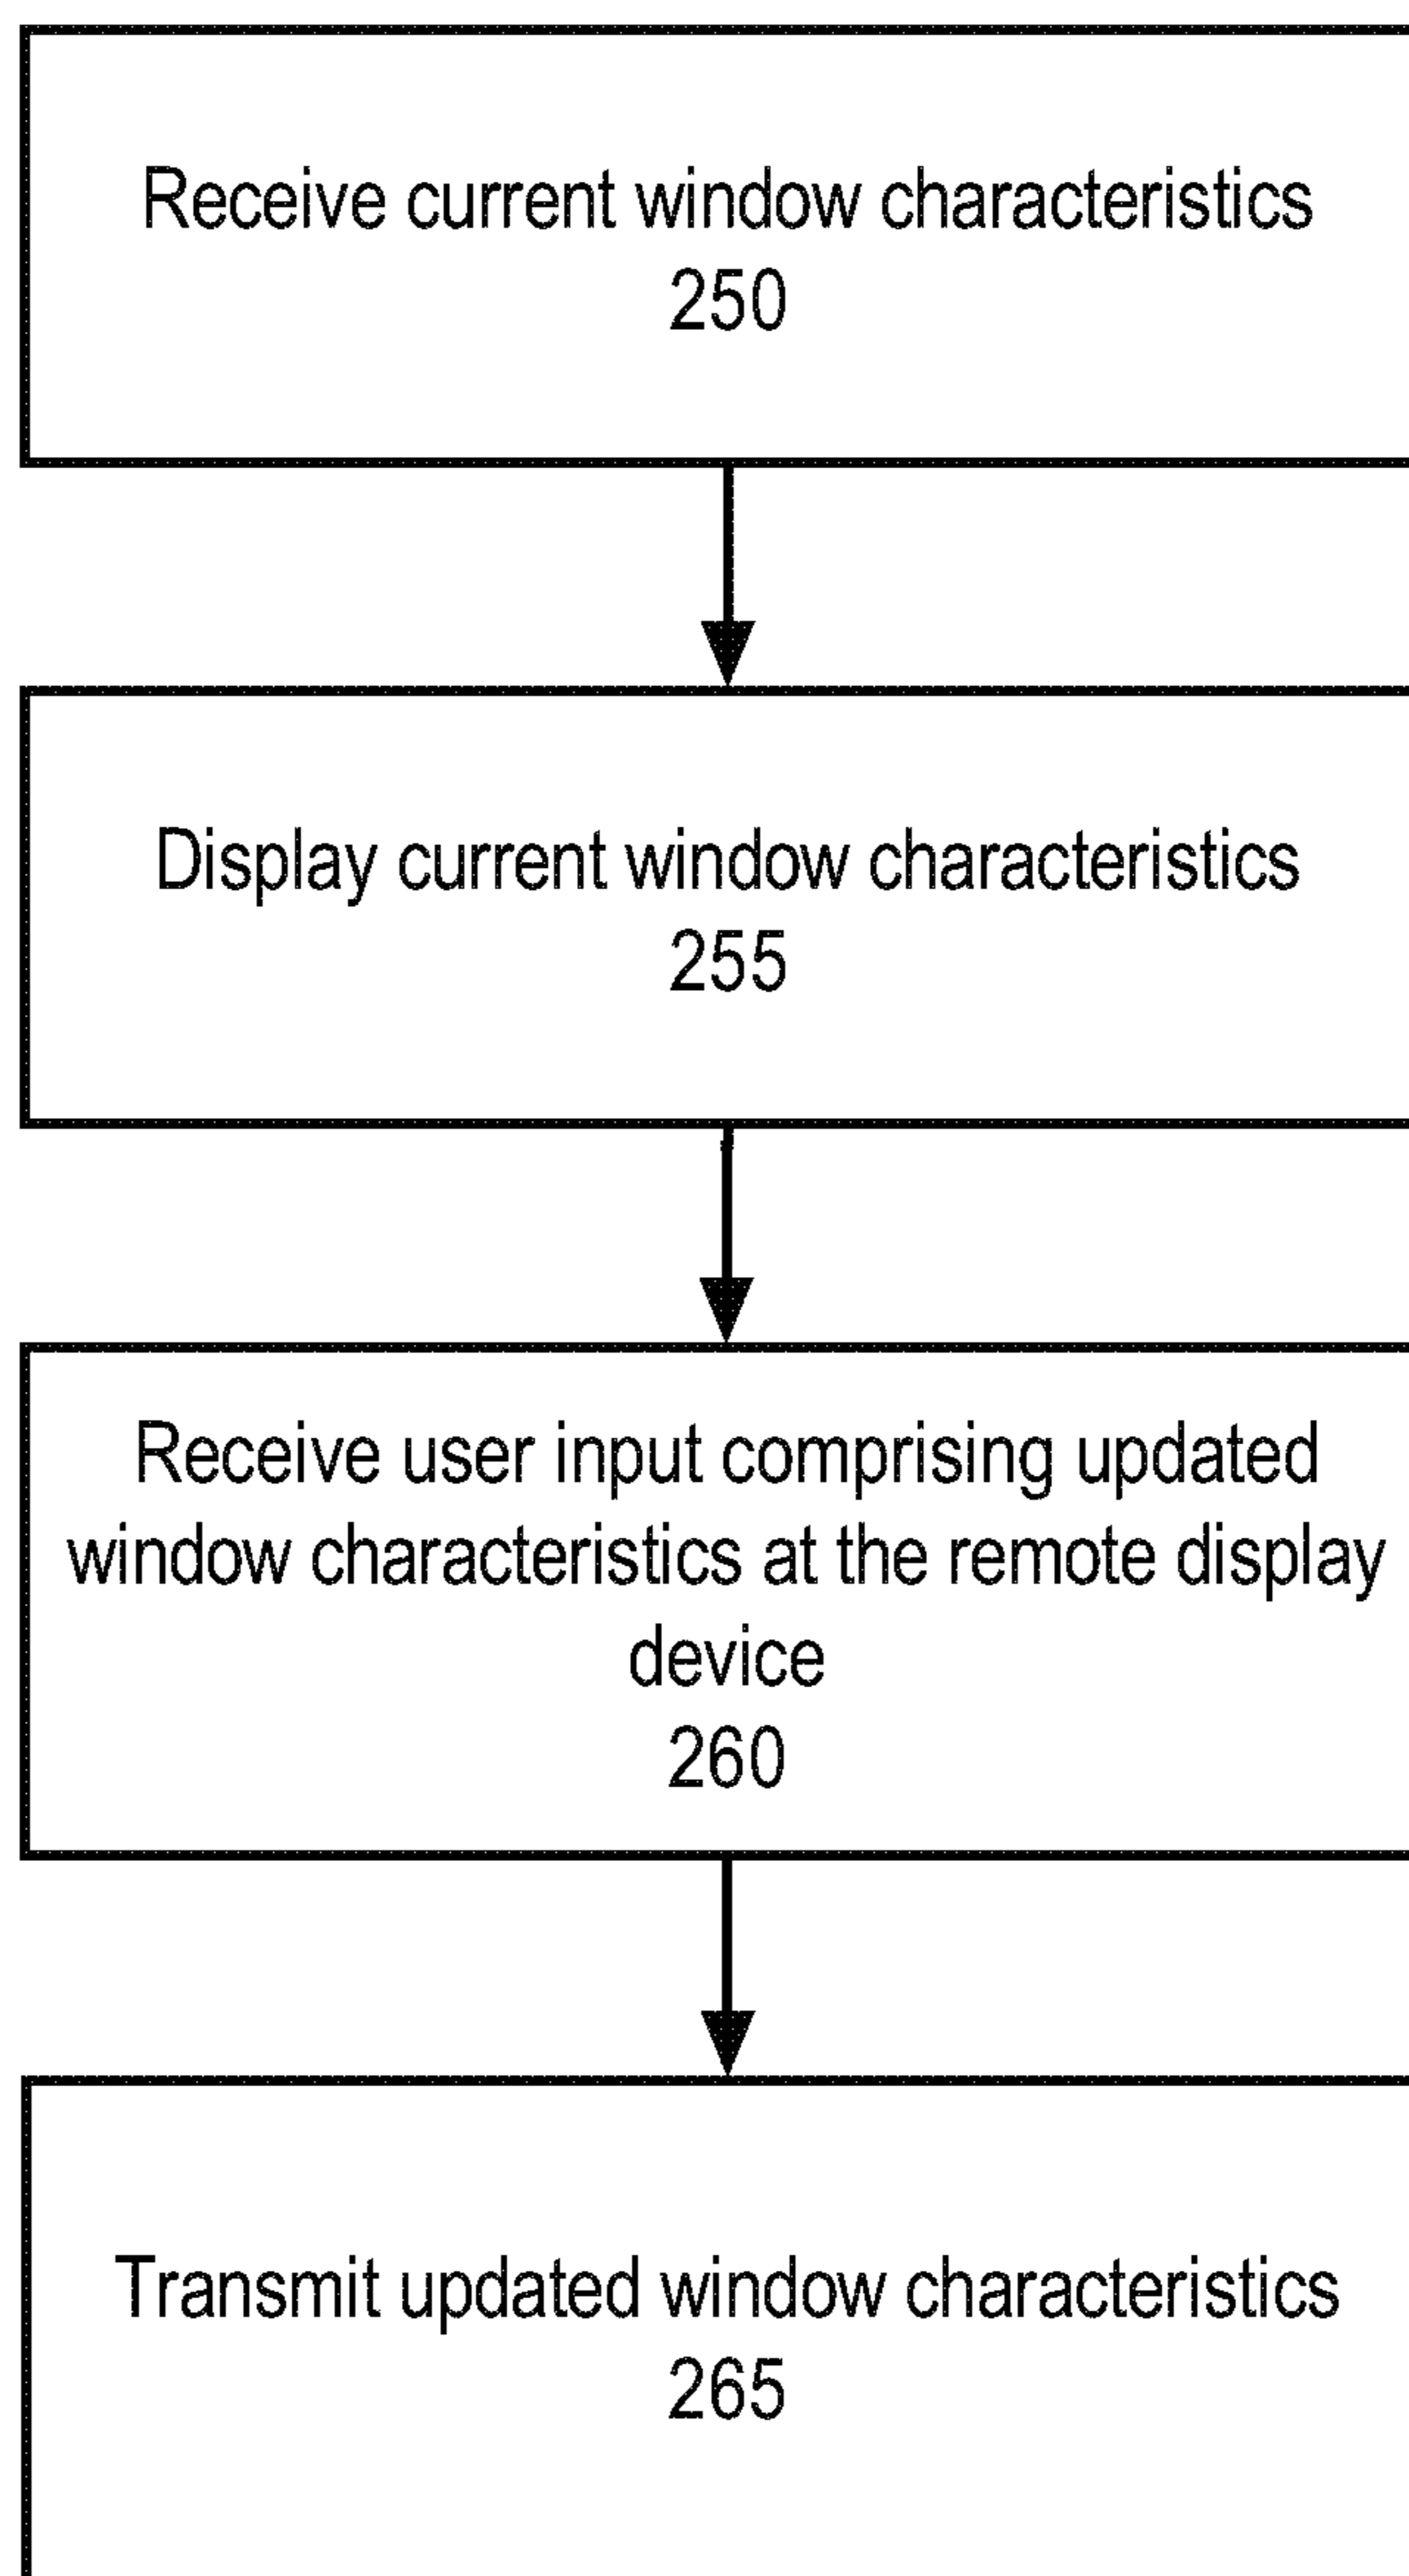 Receive current window characteristics
250
Display current window characteristics
255
Receive user input comprising updated
window characteristics at the remote display
device
260
Transmit updated window characteristics
265